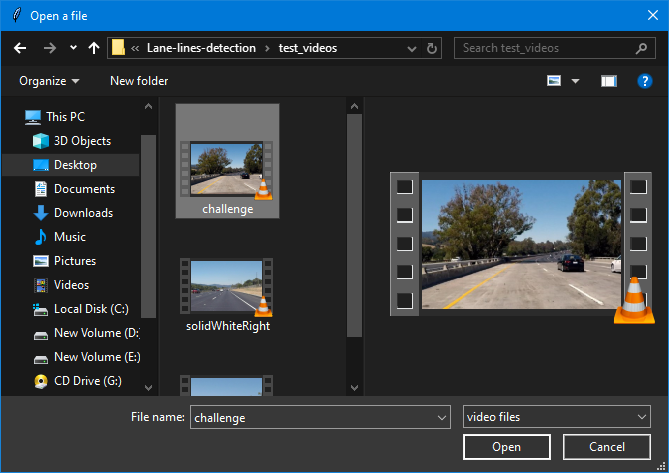 Open a file
« Lane-lines-detection › test_videos
Search test_videos
Organize
New folder
?
This PC
3D Objects
Desktop
Documents
Downloads
Music
Pictures
Videos
Local Disk (C:)
New Volume (D:
New Volume (E:)
CD Drive (G:)
challenge
solidWhiteRight
File name:
challenge
video files
Open
Cancel